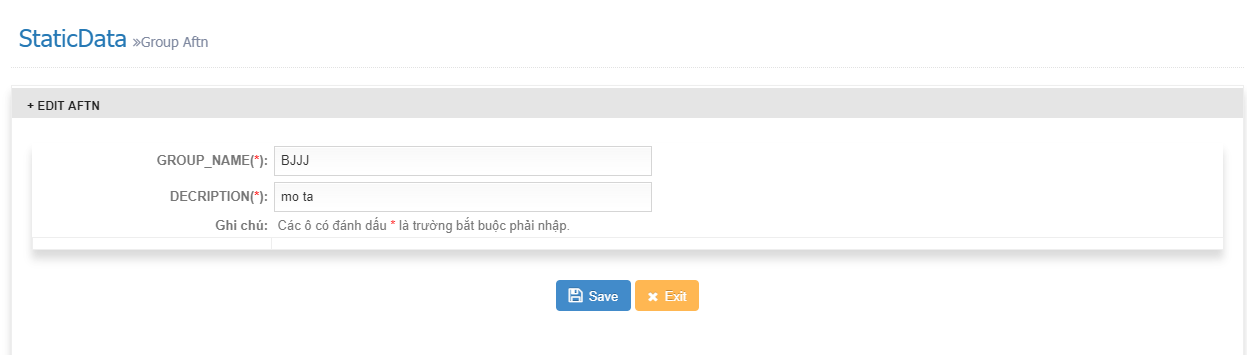 StaticData »Group Aftn
+ EDIT AFTN
GROUP_NAME(*): BJJJ
DECRIPTION(*): mo ta
Ghi chú: Các ô có đánh dấu * là trường bắt buộc phải nhập.
Save Exit